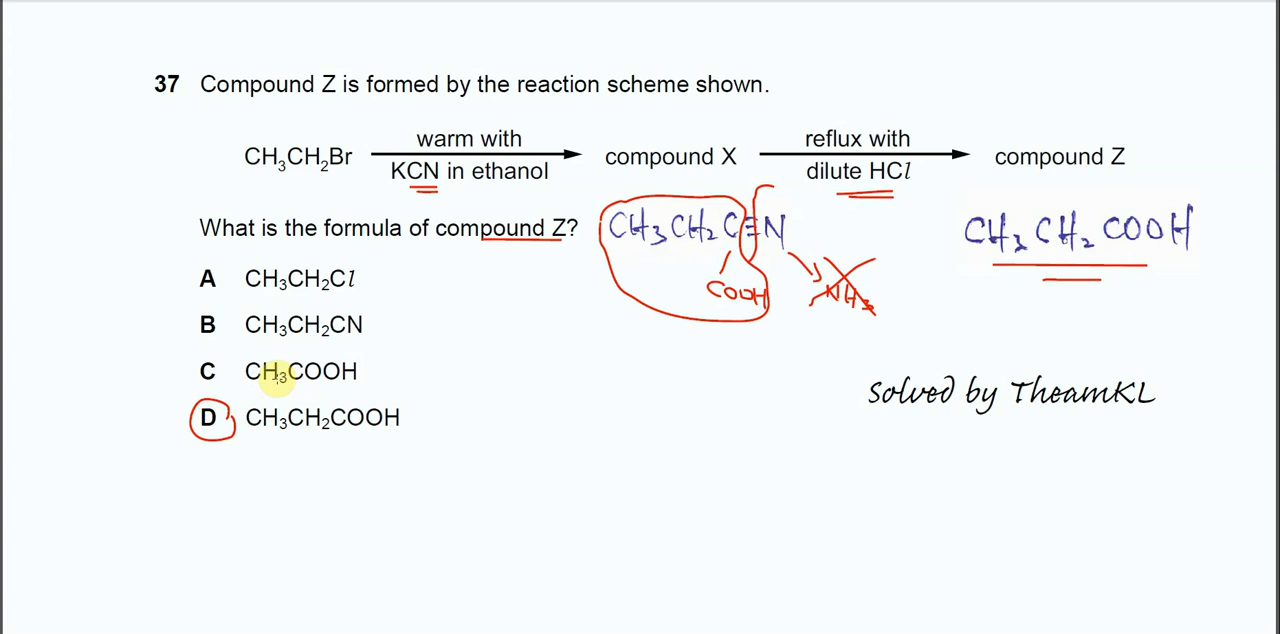 37 Compound Z is formed by the reaction scheme shown.
warm with
reflux with
CH₃CH₂Br
compound X
compound Z
KCN in ethanol
dilute HCl
What is the formula of compound Z?
CH₃CH₂C≡N
CH₃CH₂COOH
COOH
NH₃
A CH₃CH₂Cl
B CH₃CH₂CN
C CH₃COOH
D CH₃CH₂COOH
Solved by TheamKL